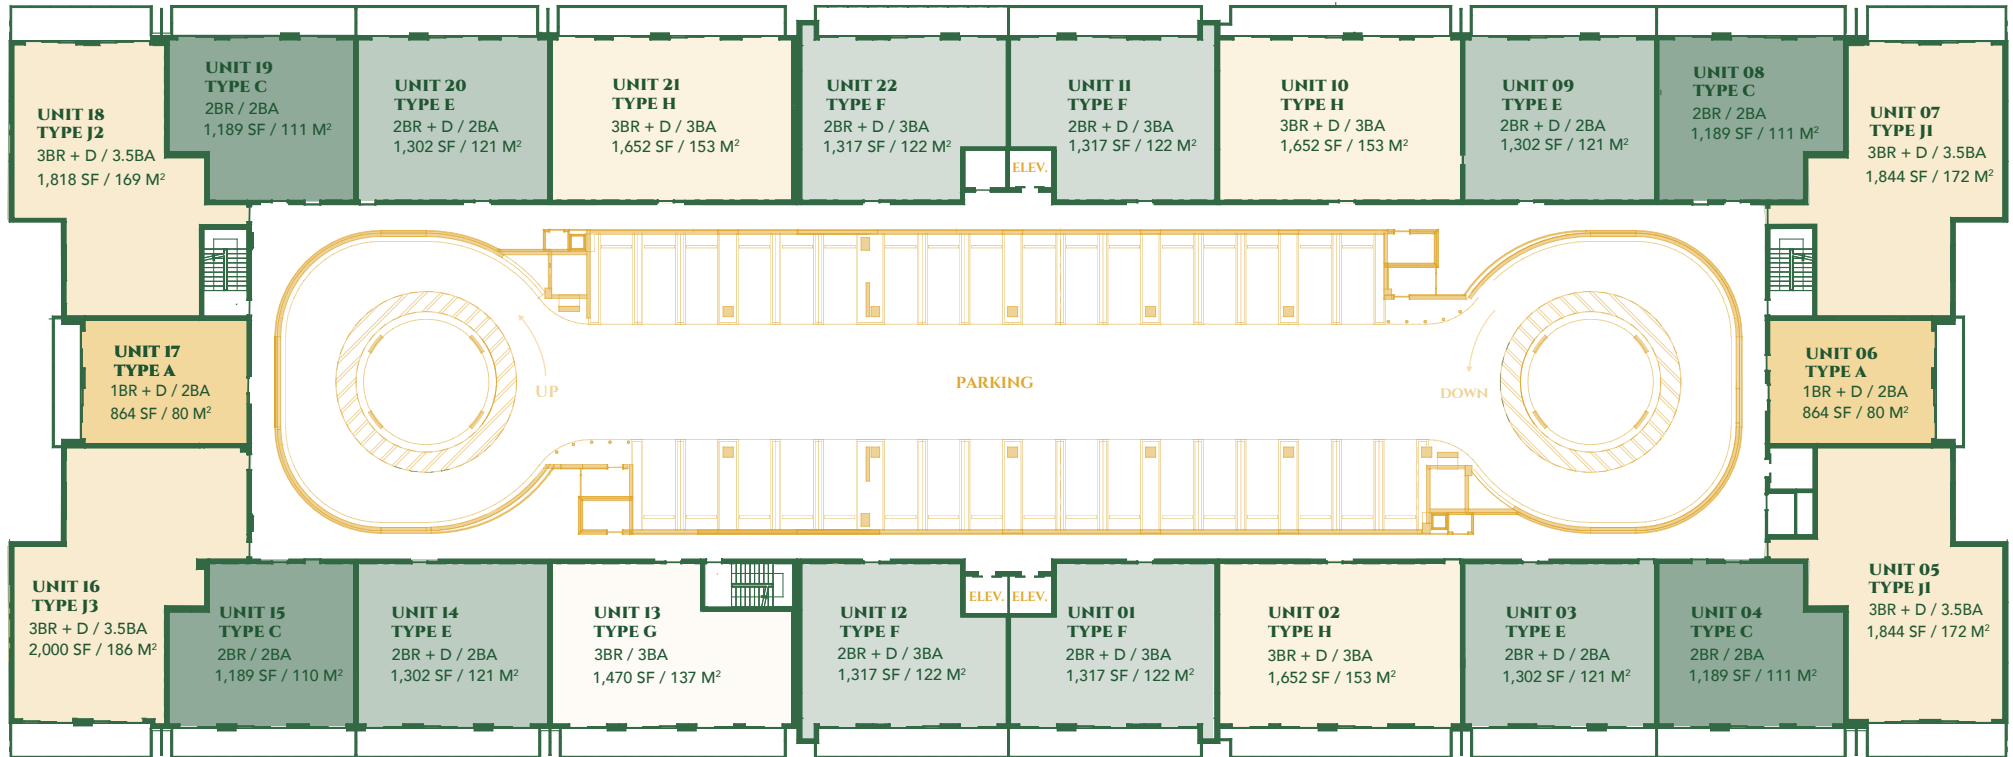 UNIT 18
TYPE J2
3BR + D / 3.5BA
1,818 SF / 169 M²
UNIT 19
TYPE C
2BR / 2BA
1,189 SF / 111 M²
UNIT 20
TYPE E
2BR + D / 2BA
1,302 SF / 121 M²
UNIT 21
TYPE H
3BR + D / 3BA
1,652 SF / 153 M²
UNIT 22
TYPE F
2BR + D / 3BA
1,317 SF / 122 M²
UNIT 11
TYPE F
2BR + D / 3BA
1,317 SF / 122 M²
ELEV.
UNIT 10
TYPE H
3BR + D / 3BA
1,652 SF / 153 M²
UNIT 09
TYPE E
2BR + D / 2BA
1,302 SF / 121 M²
UNIT 08
TYPE C
2BR / 2BA
1,189 SF / 111 M²
UNIT 07
TYPE J1
3BR + D / 3.5BA
1,844 SF / 172 M²
UNIT 17
TYPE A
1BR + D / 2BA
864 SF / 80 M²
UP
PARKING
DOWN
UNIT 06
TYPE A
1BR + D / 2BA
864 SF / 80 M²
UNIT 16
TYPE J3
3BR + D / 3.5BA
2,000 SF / 186 M²
UNIT 15
TYPE C
2BR / 2BA
1,189 SF / 110 M²
UNIT 14
TYPE E
2BR + D / 2BA
1,302 SF / 121 M²
UNIT 13
TYPE G
3BR / 3BA
1,470 SF / 137 M²
UNIT 12
TYPE F
2BR + D / 3BA
1,317 SF / 122 M²
ELEV.
ELEV.
UNIT 01
TYPE F
2BR + D / 3BA
1,317 SF / 122 M²
UNIT 02
TYPE H
3BR + D / 3BA
1,652 SF / 153 M²
UNIT 03
TYPE E
2BR + D / 2BA
1,302 SF / 121 M²
UNIT 04
TYPE C
2BR / 2BA
1,189 SF / 111 M²
UNIT 05
TYPE J1
3BR + D / 3.5BA
1,844 SF / 172 M²